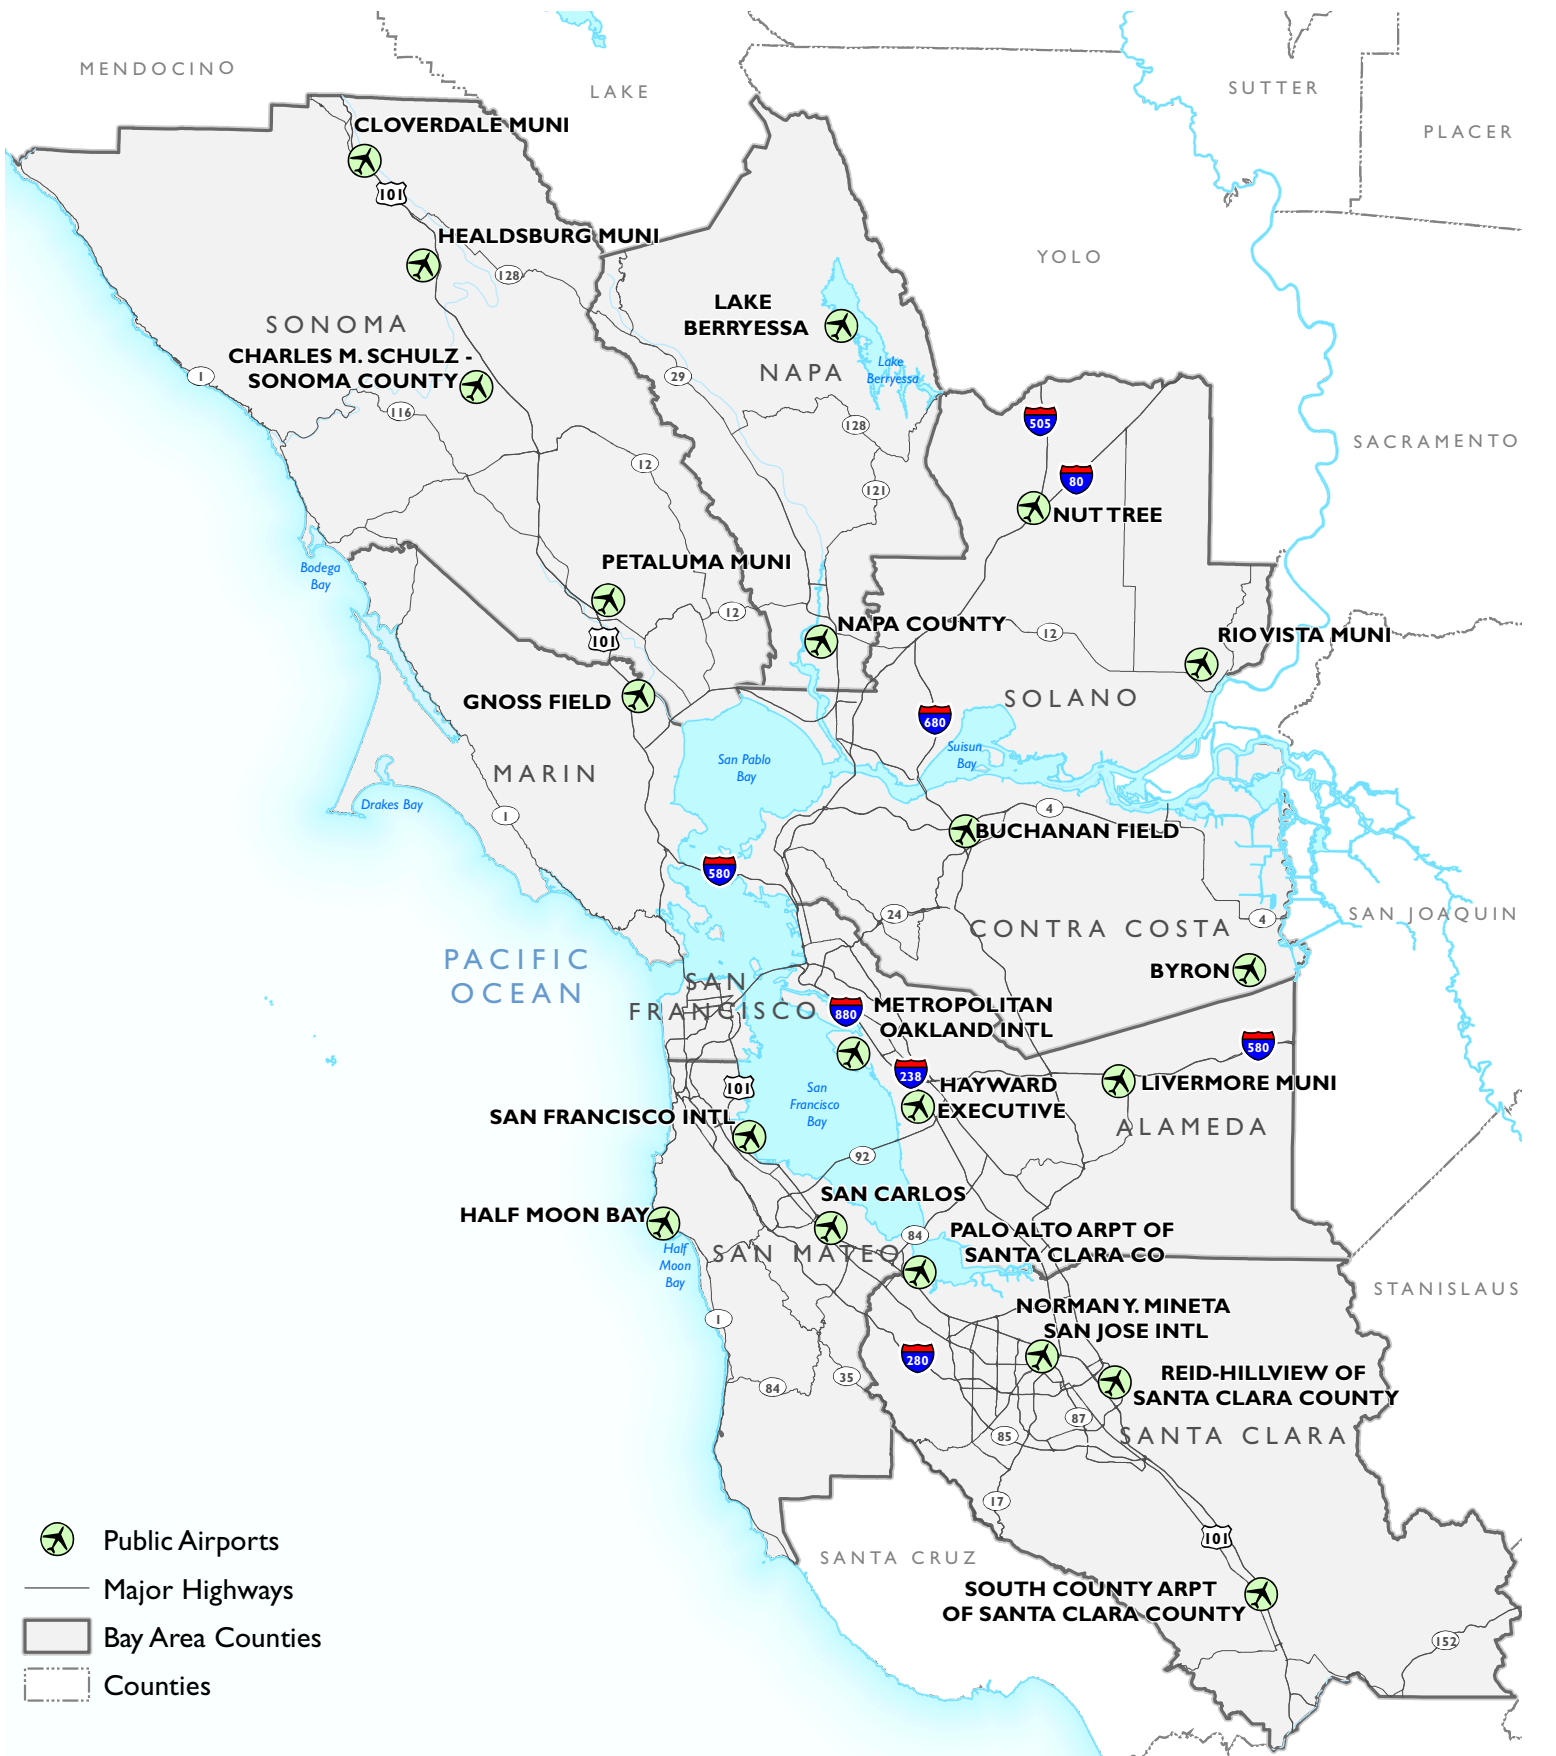 MENDOCINO
LAKE
SUTTER
PLACER
CLOVERDALE MUNI
101
HEALDSBURG MUNI
128
YOLO
LAKE
BERRYESSA
SONOMA
CHARLES M. SCHULZ -
SONOMA COUNTY
1
116
29
NAPA
Lake
Berryessa
128
505
SACRAMENTO
12
121
80
NUT TREE
Bodega
Bay
PETALUMA MUNI
12
101
NAPA COUNTY
12
RIO VISTA MUNI
GNOSS FIELD
SOLANO
680
San Pablo
Bay
Suisun
Bay
MARIN
Drakes Bay
1
4
BUCHANAN FIELD
580
24
CONTRA COSTA
4
SAN JOAQUIN
PACIFIC
OCEAN
BYRON
SAN
FRANCISCO
880
METROPOLITAN
OAKLAND INTL
580
238
101
HAYWARD
EXECUTIVE
LIVERMORE MUNI
San
Francisco
Bay
SAN FRANCISCO INTL
ALAMEDA
92
SAN CARLOS
HALF MOON BAY
84
PALO ALTO ARPT OF
SANTA CLARA CO
Half
Moon
Bay
SAN MATEO
STANISLAUS
NORMAN Y. MINETA
SAN JOSE INTL
1
280
REID-HILLVIEW OF
SANTA CLARA COUNTY
84
35
87
85
SANTA CLARA
17
101
SANTA CRUZ
SOUTH COUNTY ARPT
OF SANTA CLARA COUNTY
152
Public Airports
Major Highways
Bay Area Counties
Counties